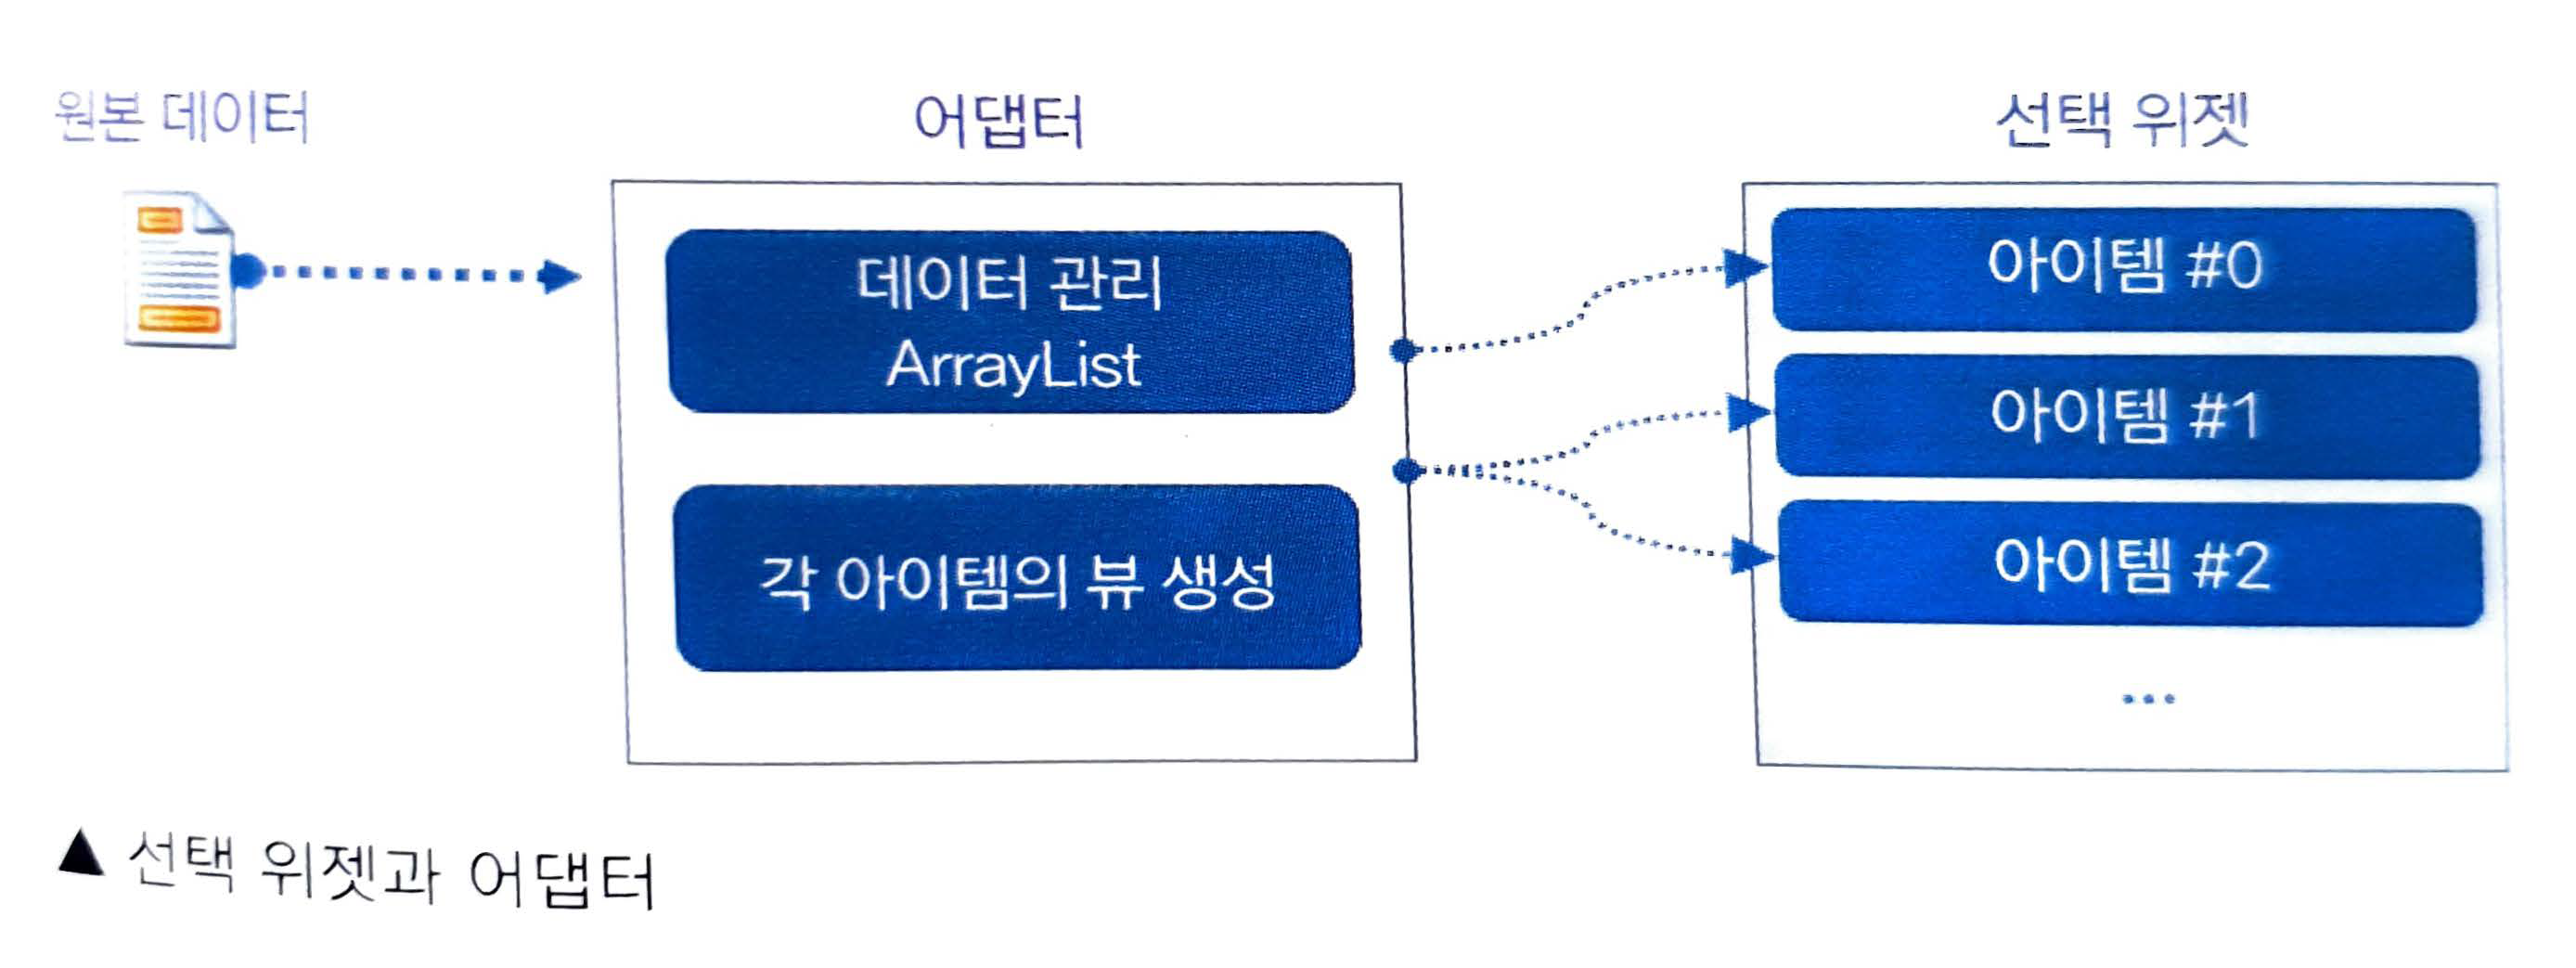 원본 데이터
어댑터
선택 위젯
데이터 관리
ArrayList
각 아이템의 뷰 생성
아이템 #0
아이템 #1
아이템 #2
...
▲ 선택 위젯과 어댑터